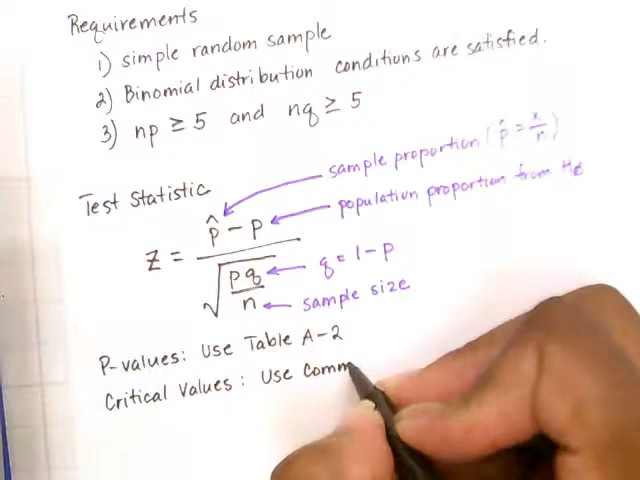 Requirements
1) simple random sample
2) Binomial distribution conditions are satisfied.
3) np ≥ 5 and nq ≥ 5
sample proportion (p̂ = x/n)
Test Statistic
population proportion from H₀
z = (p̂ − p) / √(pq/n)
q = 1 − p
sample size
P-values: Use Table A-2
Critical Values: Use Comm